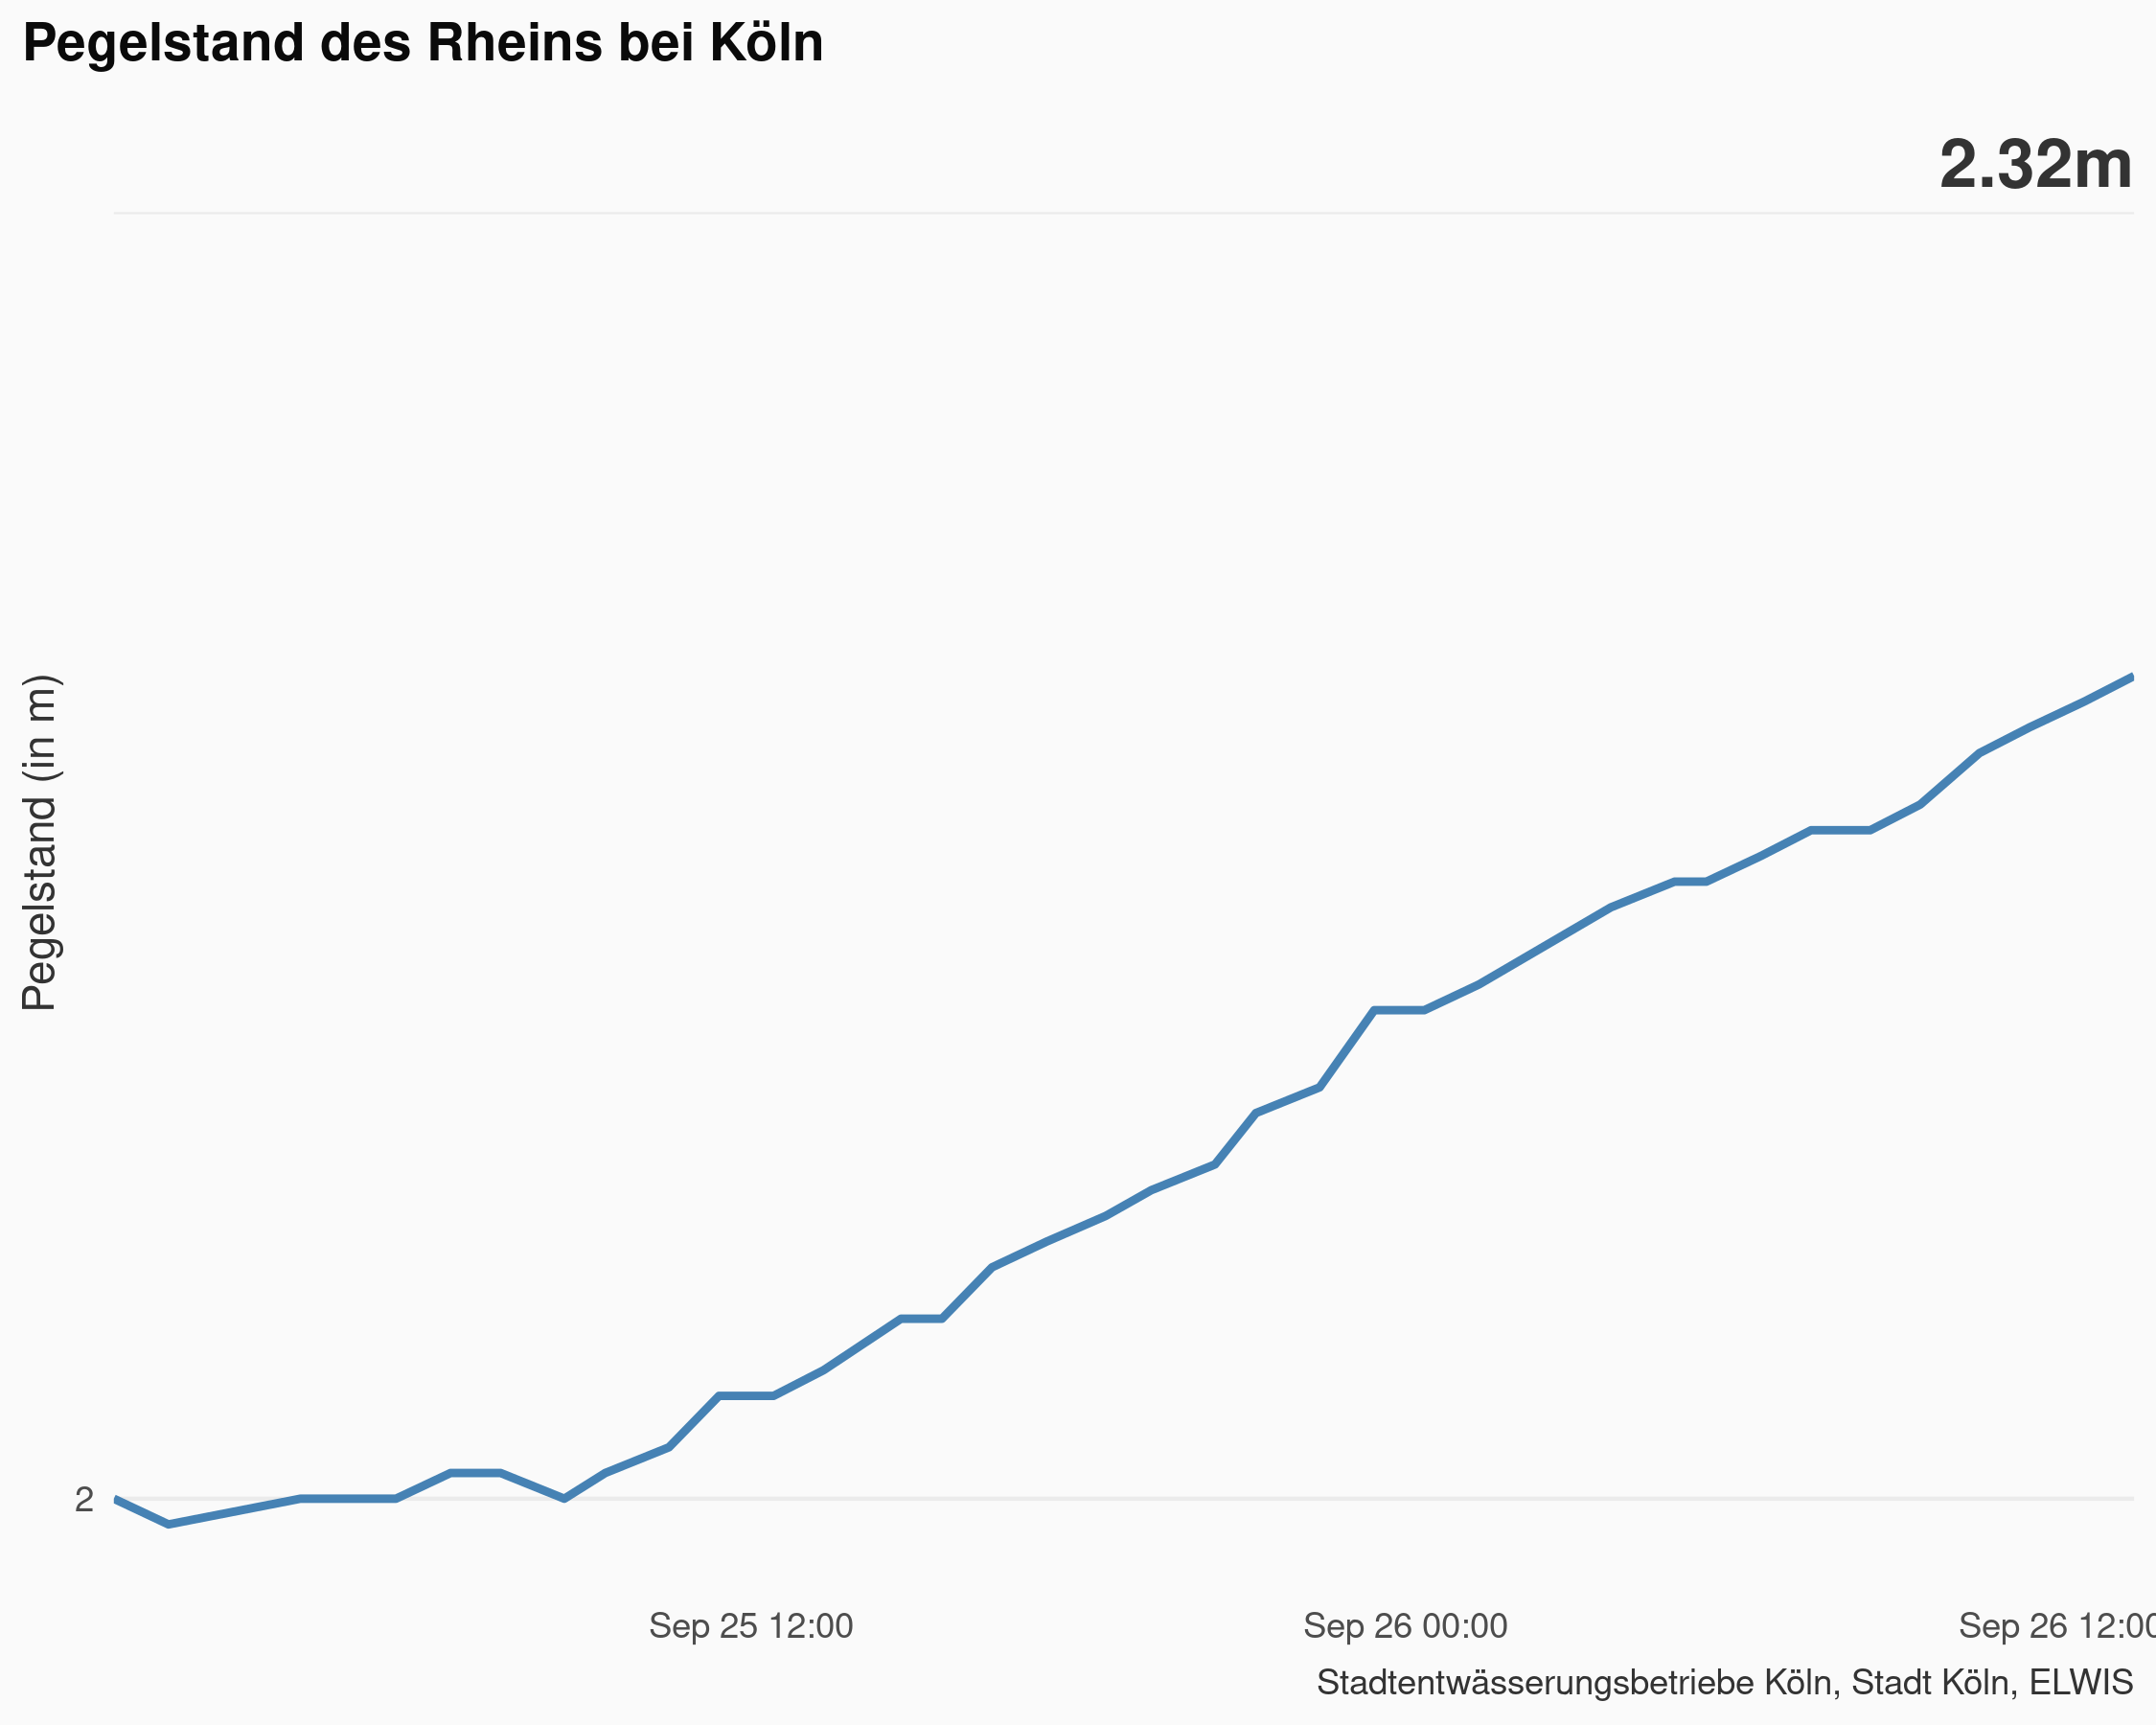 Pegelstand des Rheins bei Köln
2.32m
Pegelstand (in m)
2
Sep 25 12:00
Sep 26 00:00
Sep 26 12:00
Stadtentwässerungsbetriebe Köln, Stadt Köln, ELWIS